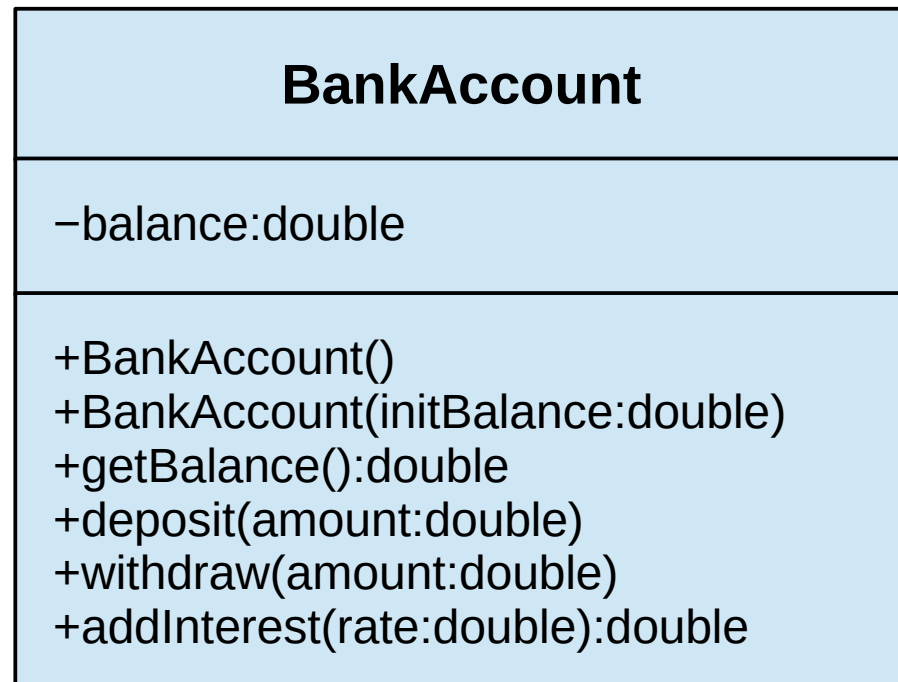 BankAccount
−balance:double
+BankAccount()
+BankAccount(initBalance:double)
+getBalance():double
+deposit(amount:double)
+withdraw(amount:double)
+addInterest(rate:double):double